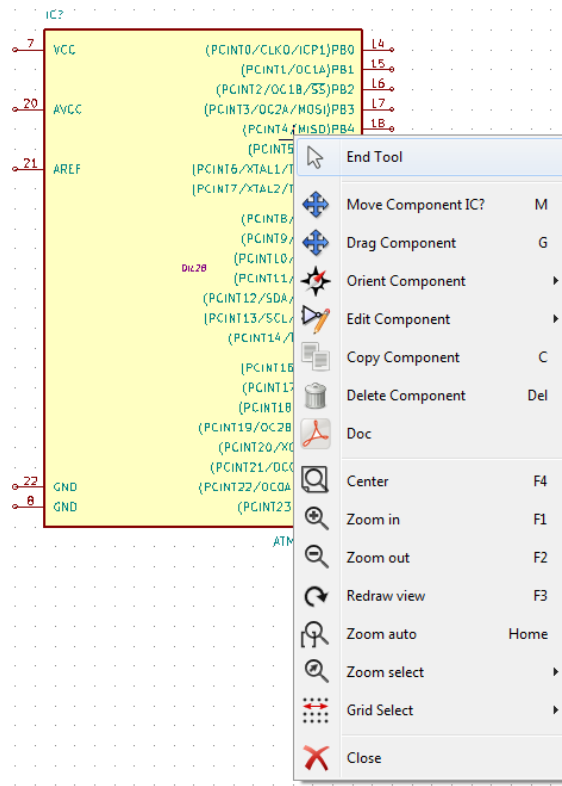 IC?
7 VCC (PCINT0/CLKO/ICP1)PB0 14
(PCINT1/OC1A)PB1 15
(PCINT2/OC1B/SS)PB2 16
20 AVCC (PCINT3/OC2A/MOSI)PB3 17
(PCINT4/MISO)PB4 18
(PCINT5
21 AREF (PCINT6/XTAL1/T
(PCINT7/XTAL2/T
(PCINT8/
(PCINT9/
(PCINT10/
DIL28 (PCINT11/
(PCINT12/SDA/
(PCINT13/SCL/
(PCINT14/
(PCINT16
(PCINT17
(PCINT18
(PCINT19/OC2B
(PCINT20/XC
(PCINT21/OC0
22 GND (PCINT22/OC0A
8 GND (PCINT23
ATM
End Tool
Move Component IC? M
Drag Component G
Orient Component
Edit Component
Copy Component C
Delete Component Del
Doc
Center F4
Zoom in F1
Zoom out F2
Redraw view F3
Zoom auto Home
Zoom select
Grid Select
Close